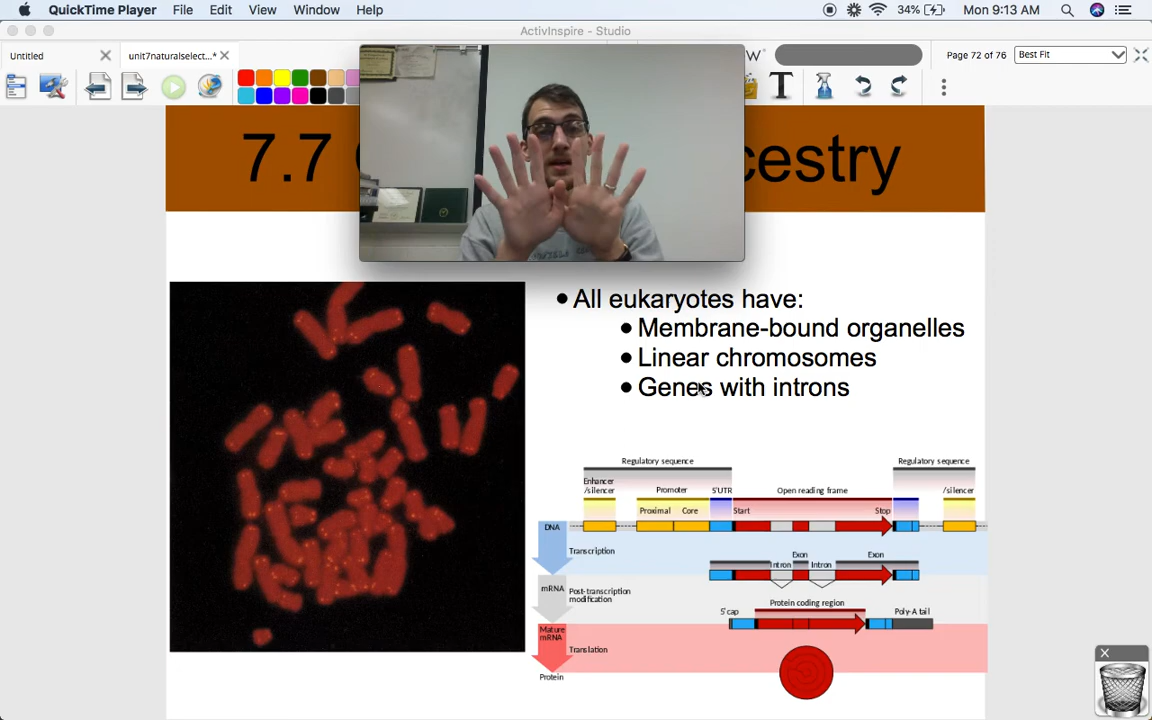 QuickTime Player File Edit View Window Help 34% Mon 9:13 AM
ActivInspire - Studio
Untitled unit7naturalselect...*
Page 72 of 76 Best Fit
7.7 C cestry
• All eukaryotes have:
• Membrane-bound organelles
• Linear chromosomes
• Genes with introns
Regulatory sequence Regulatory sequence
Enhancer
/silencer Promoter 5'UTR Open reading frame /silencer
Proximal Core Start Stop
DNA
Transcription
Intron Exon Intron Exon
mRNA Post-transcription
modification
Protein coding region
5'cap Poly-A tail
Mature
mRNA
Translation
Protein